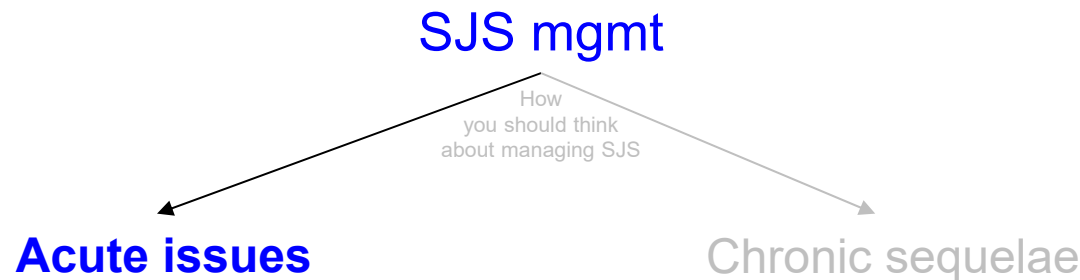 SJS mgmt
How
you should think
about managing SJS
Acute issues
Chronic sequelae